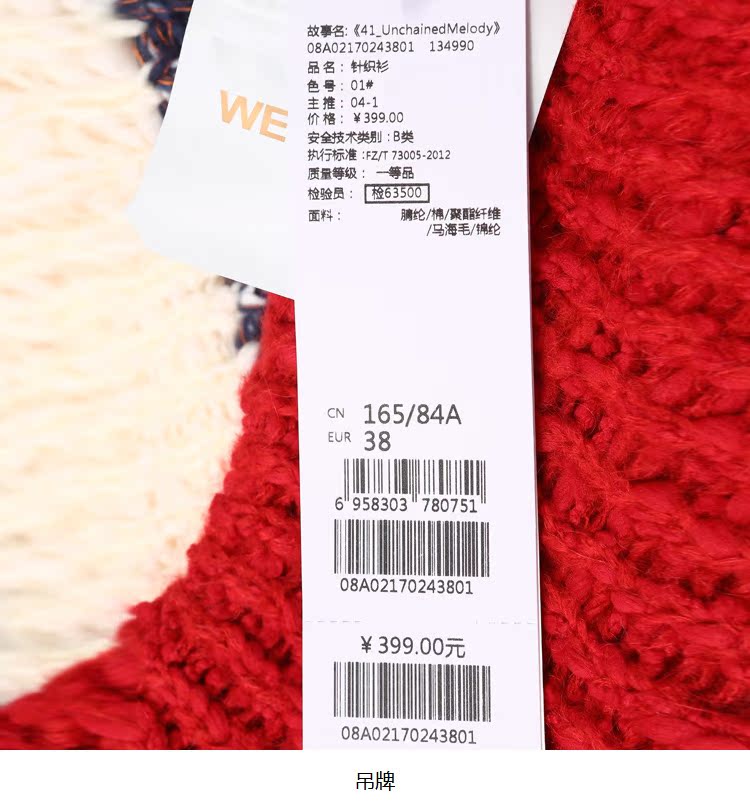 故事名:《41_UnchainedMelody》
08A02170243801 134990
品 名: 针织衫
色 号: 01#
主 推: 04-1
价 格: ¥399.00
安全技术类别:B类
执行标准:FZ/T 73005-2012
质量等级: 一等品
检验员: 检63500
面料: 腈纶/棉/聚酯纤维
/马海毛/锦纶
WE
CN 165/84A
EUR 38
6 958303 780751
08A02170243801
¥399.00元
08A02170243801
吊牌